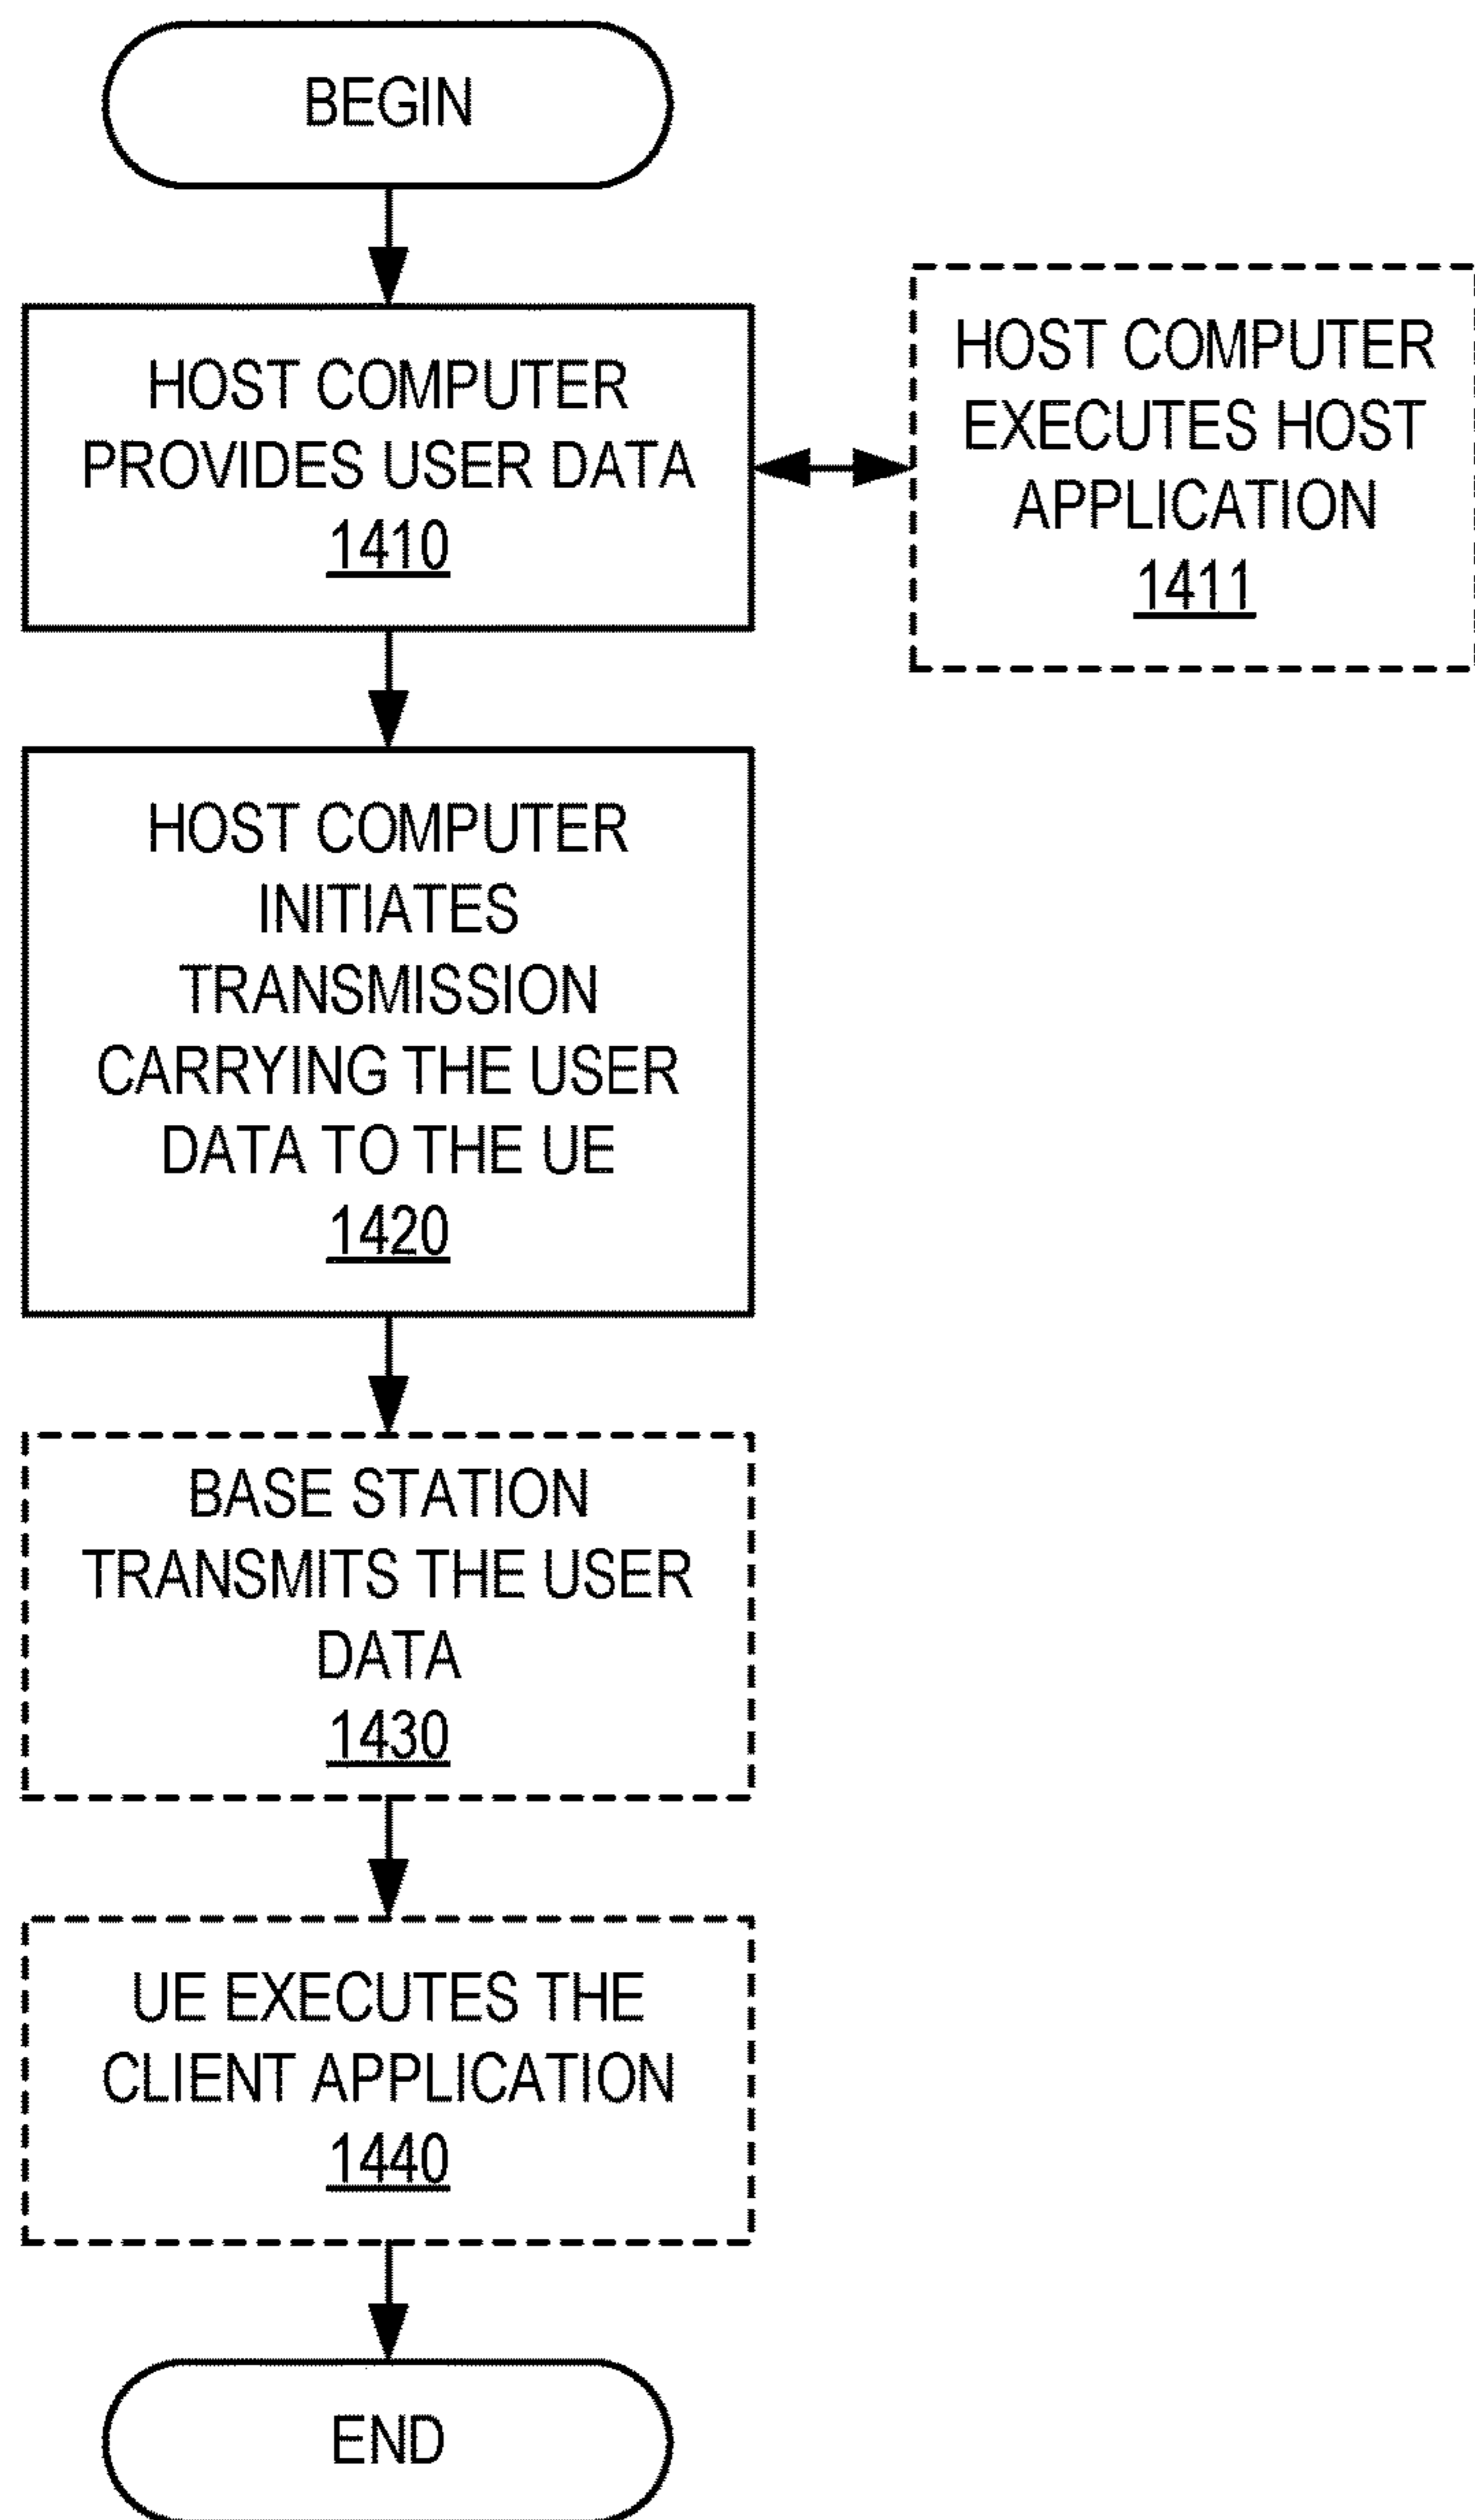 BEGIN
HOST COMPUTER
PROVIDES USER DATA
1410
HOST COMPUTER
EXECUTES HOST
APPLICATION
1411
HOST COMPUTER
INITIATES
TRANSMISSION
CARRYING THE USER
DATA TO THE UE
1420
BASE STATION
TRANSMITS THE USER
DATA
1430
UE EXECUTES THE
CLIENT APPLICATION
1440
END